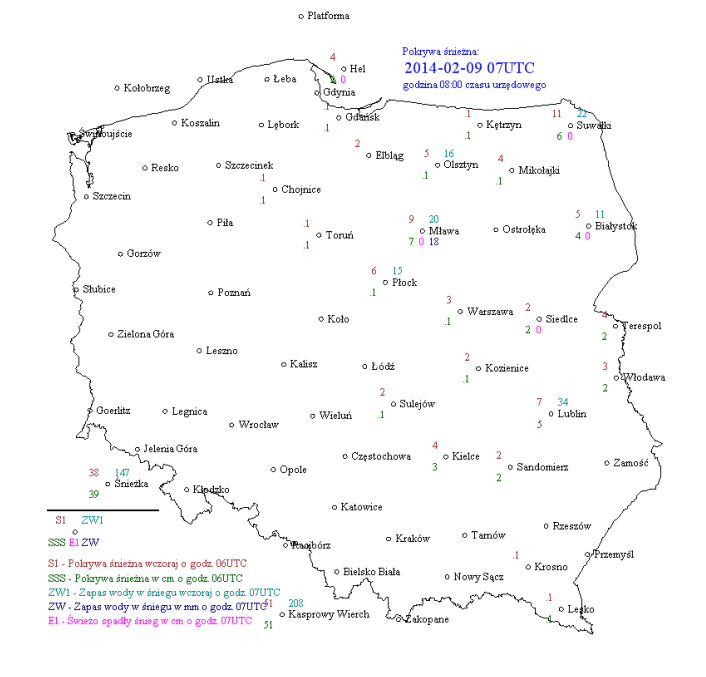 Platforma
Pokrywa śnieżna:
2014-02-09 07UTC
godzina 08:00 czasu urzędowego
4
Hel
0
Ustka
Łeba
Kołobrzeg
Gdynia
.1
Gdańsk
.1
Koszalin
Lębork
.1
Kętrzyn
.1
11 22
Suwałki
6 0
Świnoujście
2
Elbląg
5 16
Olsztyn
.1
4
Mikołajki
.1
Resko
Szczecinek
.1
Chojnice
.1
Szczecin
Piła
.1
Toruń
.1
9 20
Mława
7 0 18
Ostrołęka
5 11
Białystok
4 0
Gorzów
6 15
Płock
.1
Słubice
Poznań
3
Warszawa
.1
Koło
2
Siedlce
2 0
4
Terespol
2
Zielona Góra
Leszno
Kalisz
Łódź
2
Kozienice
.1
3
Włodawa
2
2
Sulejów
.1
7 34
Lublin
5
Goerlitz
Legnica
Wrocław
Wieluń
Jelenia Góra
Częstochowa
4
Kielce
3
2
Sandomierz
2
Zamość
38 147
Śnieżka
39
Opole
Kłodzko
Katowice
S1 ZW1
SSS E1 ZW
Racibórz
Kraków
Tarnów
Rzeszów
Przemyśl
S1 - Pokrywa śnieżna wczoraj o godz. 06UTC
SSS - Pokrywa śnieżna w cm o godz. 06UTC
ZW1 - Zapas wody w śniegu wczoraj o godz. 07UTC
ZW - Zapas wody w śniegu w mm o godz. 07UTC
E1 - Świeżo spadły śnieg w cm o godz. 07UTC
Bielsko Biała
Nowy Sącz
.1
Krosno
51 208
Kasprowy Wierch
51
Zakopane
.1
Lesko
.1